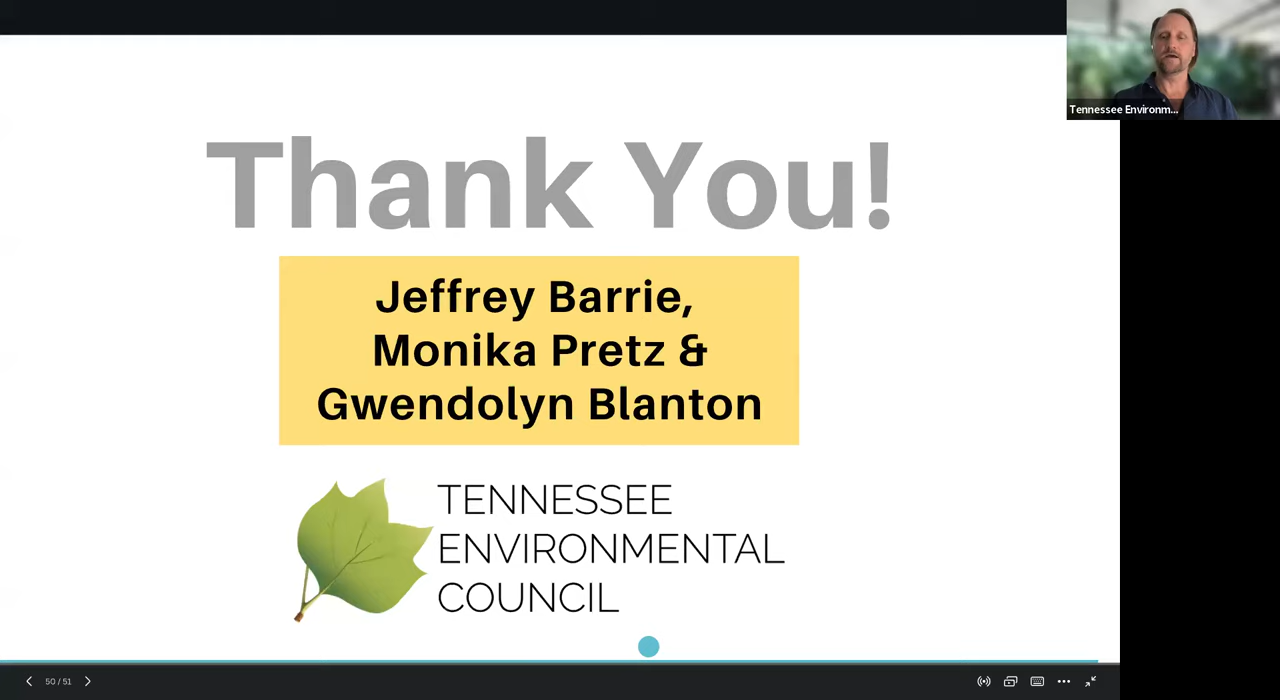 Tennessee Environm...
Thank You!
Jeffrey Barrie,
Monika Pretz &
Gwendolyn Blanton
TENNESSEE
ENVIRONMENTAL
COUNCIL
50 / 51